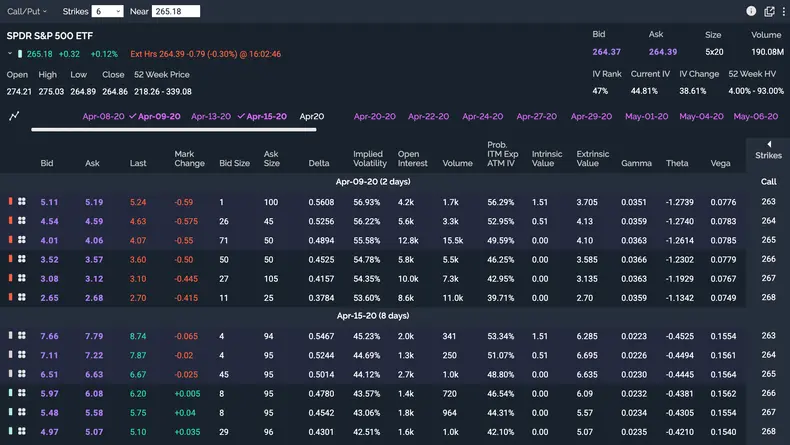 Call/Put Strikes 6 Near 265.18
SPDR S&P 500 ETF
265.18 +0.32 +0.12% Ext Hrs 264.39 -0.79 (-0.30%) @ 16:02:46
Bid Ask Size Volume
264.37 264.39 5x20 190.08M
Open High Low Close 52 Week Price
274.21 275.03 264.89 264.86 218.26 - 339.08
IV Rank Current IV IV Change 52 Week HV
47% 44.81% 38.61% 4.00% - 93.00%
Apr-08-20 Apr-09-20 Apr-13-20 Apr-15-20 Apr20 Apr-20-20 Apr-22-20 Apr-24-20 Apr-27-20 Apr-29-20 May-01-20 May-04-20 May-06-20
Bid Ask Last Mark Change Bid Size Ask Size Delta Implied Volatility Open Interest Volume Prob. ITM Exp ATM IV Intrinsic Value Extrinsic Value Gamma Theta Vega Strikes
Apr-09-20 (2 days) Call
5.11 5.19 5.24 -0.59 1 100 0.5608 56.93% 4.2k 1.7k 56.29% 1.51 3.705 0.0351 -1.2739 0.0776 263
4.54 4.59 4.63 -0.575 26 45 0.5256 56.22% 5.6k 3.3k 52.95% 0.51 4.13 0.0359 -1.2740 0.0783 264
4.01 4.06 4.07 -0.55 71 50 0.4894 55.58% 12.8k 15.5k 49.59% 0.00 4.10 0.0363 -1.2614 0.0785 265
3.52 3.57 3.60 -0.50 50 50 0.4525 54.78% 5.8k 5.5k 46.25% 0.00 3.585 0.0366 -1.2302 0.0779 266
3.08 3.12 3.10 -0.445 27 105 0.4157 54.35% 10.0k 7.3k 42.95% 0.00 3.135 0.0363 -1.1929 0.0767 267
2.65 2.68 2.70 -0.415 11 25 0.3784 53.60% 8.6k 11.0k 39.71% 0.00 2.70 0.0359 -1.1342 0.0749 268
Apr-15-20 (8 days)
7.66 7.79 8.74 -0.065 4 94 0.5467 45.23% 2.0k 341 53.34% 1.51 6.285 0.0223 -0.4525 0.1554 263
7.11 7.22 7.87 -0.02 4 95 0.5244 44.69% 1.3k 250 51.07% 0.51 6.695 0.0226 -0.4494 0.1561 264
6.51 6.63 6.67 -0.025 45 95 0.5014 44.12% 2.7k 1.0k 48.80% 0.00 6.635 0.0230 -0.4445 0.1564 265
5.97 6.08 6.20 +0.005 8 95 0.4780 43.57% 1.4k 720 46.54% 0.00 6.09 0.0232 -0.4381 0.1562 266
5.48 5.58 5.75 +0.04 8 95 0.4542 43.06% 1.8k 964 44.31% 0.00 5.57 0.0234 -0.4305 0.1554 267
4.97 5.07 5.10 +0.035 29 96 0.4301 42.51% 1.6k 1.0k 42.10% 0.00 5.07 0.0235 -0.4210 0.1540 268